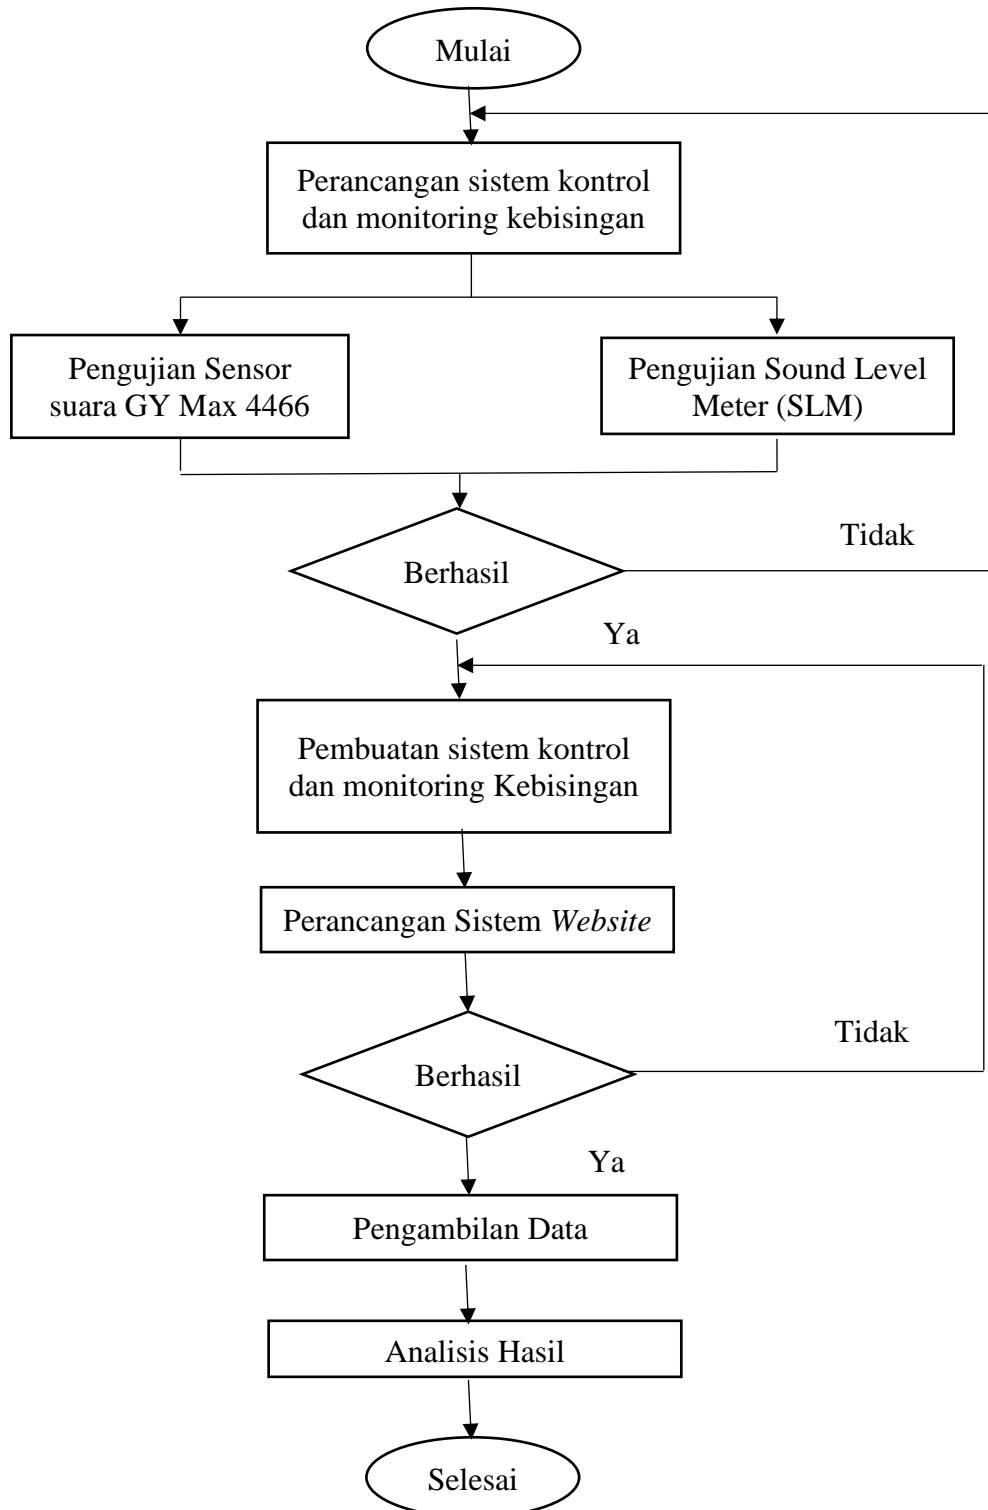 Mulai
Perancangan sistem kontrol
dan monitoring kebisingan
Pengujian Sensor
suara GY Max 4466
Pengujian Sound Level
Meter (SLM)
Berhasil
Tidak
Ya
Pembuatan sistem kontrol
dan monitoring Kebisingan
Perancangan Sistem Website
Berhasil
Tidak
Ya
Pengambilan Data
Analisis Hasil
Selesai